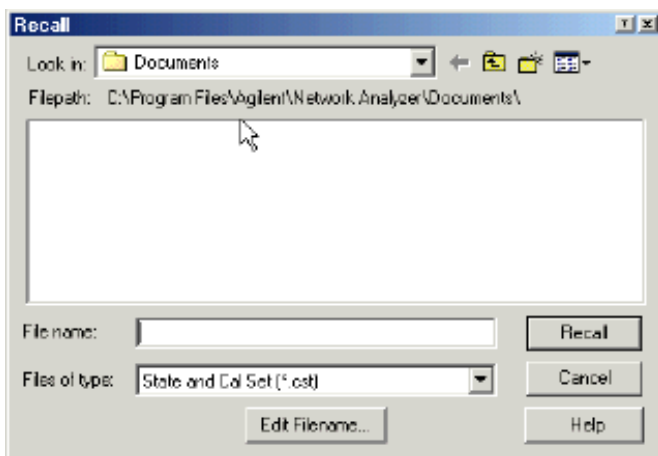 Recall
Look in: Documents
Filepath: C:\Program Files\Agilent\Network Analyzer\Documents\
File name:
Recall
Files of type: State and Cal Set (*.cst)
Cancel
Edit Filename...
Help